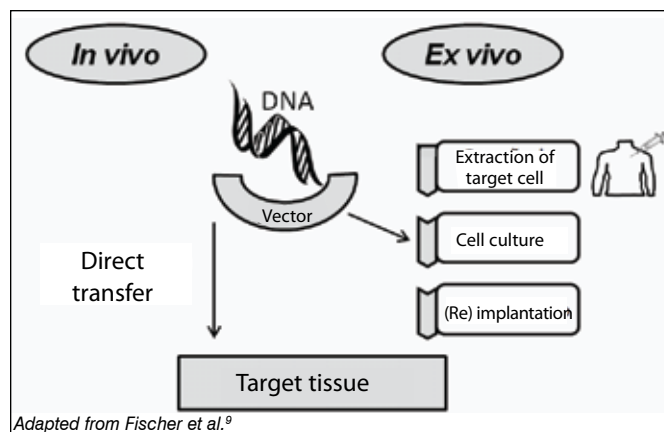 In vivo
Ex vivo
DNA
Vector
Extraction of
target cell
Cell culture
(Re) implantation
Direct
transfer
Target tissue
Adapted from Fischer et al.⁹